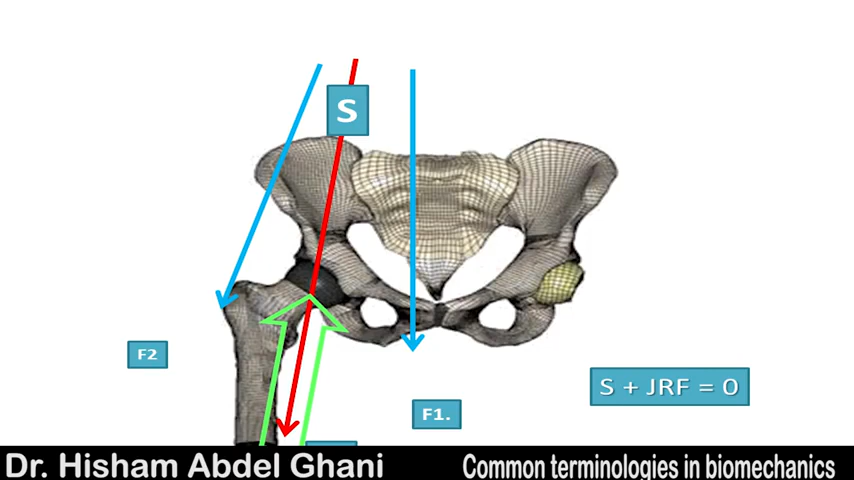 S
F2
S + JRF = 0
F1.
Dr. Hisham Abdel Ghani
Common terminologies in biomechanics